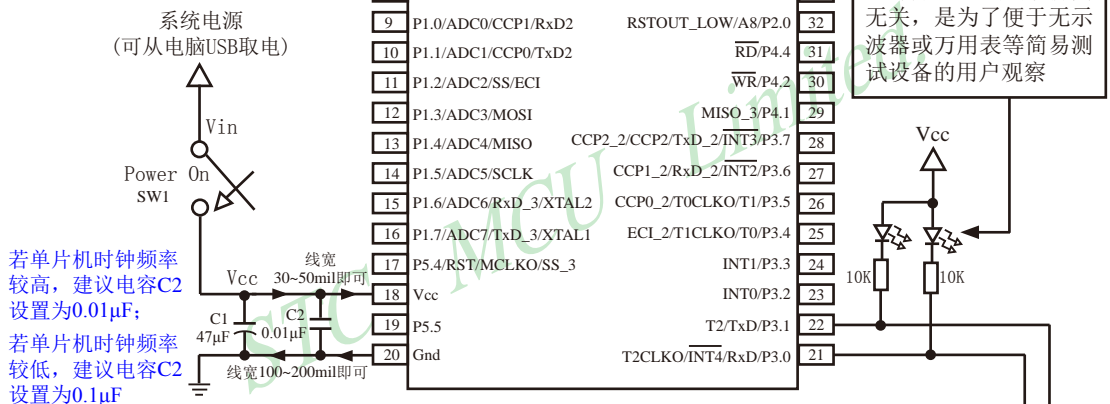 系统电源
(可从电脑USB取电)
Vin
Power On
SW1
若单片机时钟频率
较高，建议电容C2
设置为0.01μF；
若单片机时钟频率
较低，建议电容C2
设置为0.1μF
Vcc
线宽
30~50mil即可
C1
47μF
C2
0.01μF
线宽100~200mil即可
9 P1.0/ADC0/CCP1/RxD2
10 P1.1/ADC1/CCP0/TxD2
11 P1.2/ADC2/SS/ECI
12 P1.3/ADC3/MOSI
13 P1.4/ADC4/MISO
14 P1.5/ADC5/SCLK
15 P1.6/ADC6/RxD_3/XTAL2
16 P1.7/ADC7/TxD_3/XTAL1
17 P5.4/RST/MCLKO/SS_3
18 Vcc
19 P5.5
20 Gnd
RSTOUT_LOW/A8/P2.0 32
RD/P4.4 31
WR/P4.2 30
MISO_3/P4.1 29
CCP2_2/CCP2/TxD_2/INT3/P3.7 28
CCP1_2/RxD_2/INT2/P3.6 27
CCP0_2/T0CLKO/T1/P3.5 26
ECI_2/T1CLKO/T0/P3.4 25
INT1/P3.3 24
INT0/P3.2 23
T2/TxD/P3.1 22
T2CLKO/INT4/RxD/P3.0 21
无关，是为了便于无示
波器或万用表等简易测
试设备的用户观察
Vcc
10K
10K
STC MCU Limited.